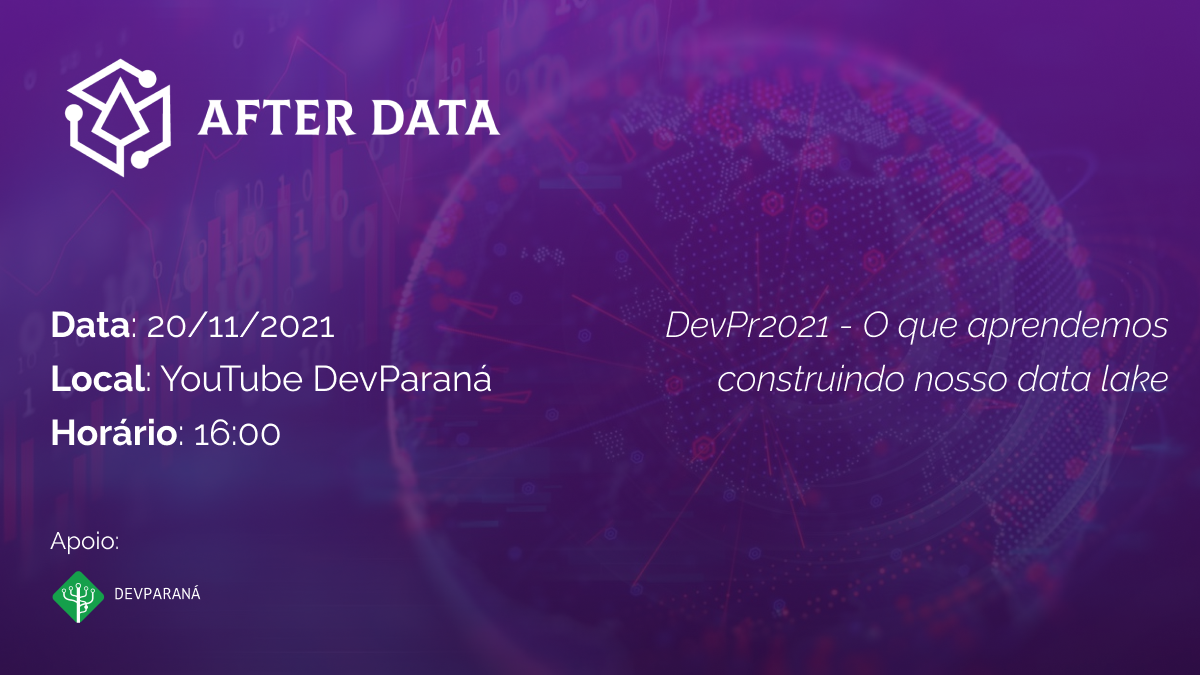 AFTER DATA
Data: 20/11/2021
Local: YouTube DevParaná
Horário: 16:00
DevPr2021 - O que aprendemos
construindo nosso data lake
Apoio:
DEVPARANÁ